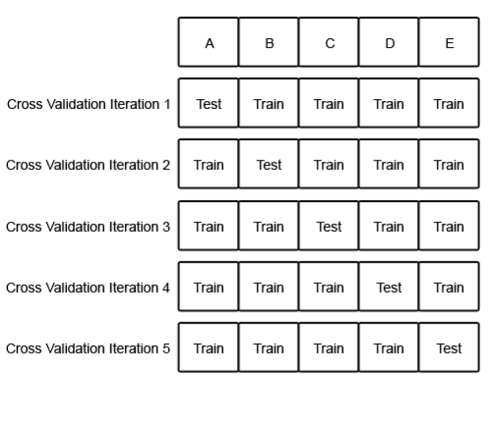 A B C D E
Cross Validation Iteration 1 Test Train Train Train Train
Cross Validation Iteration 2 Train Test Train Train Train
Cross Validation Iteration 3 Train Train Test Train Train
Cross Validation Iteration 4 Train Train Train Test Train
Cross Validation Iteration 5 Train Train Train Train Test